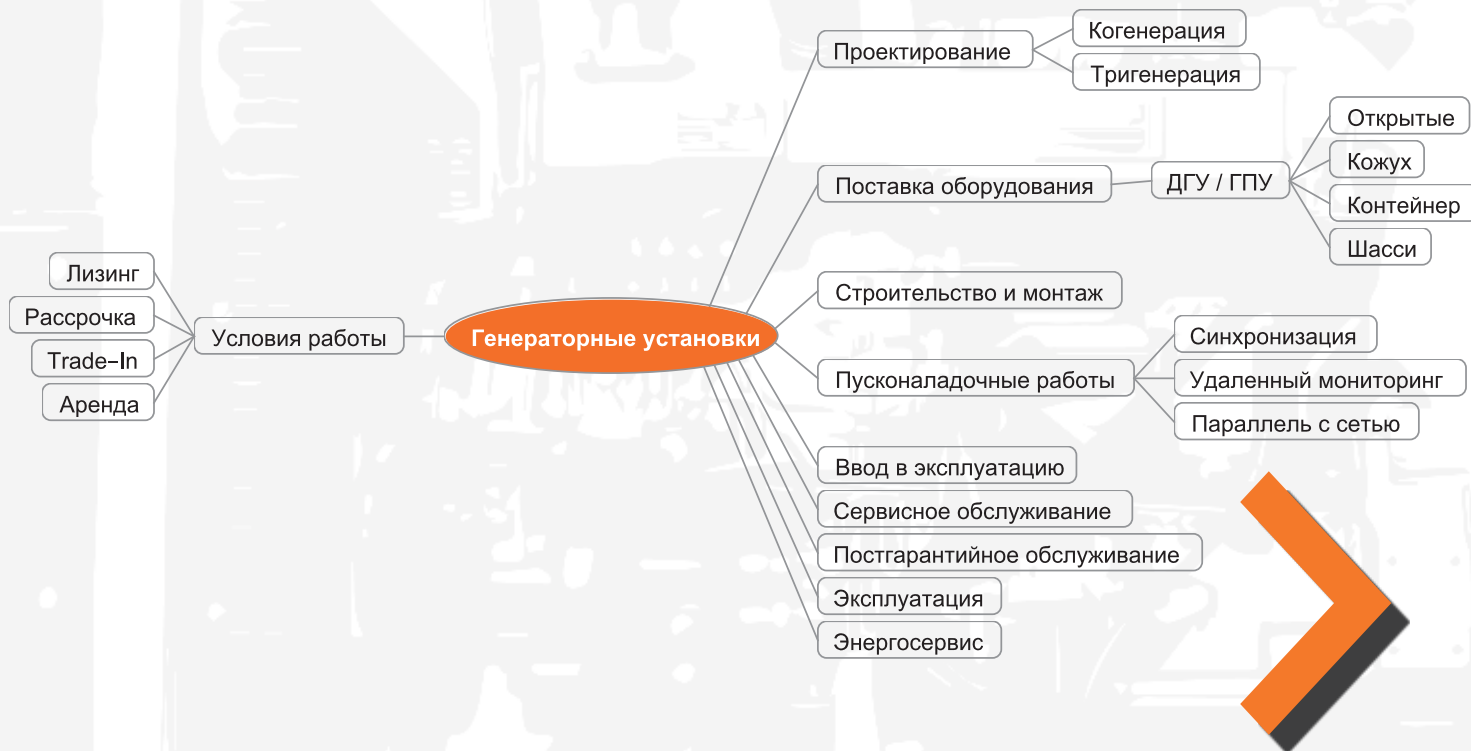 Проектирование
Когенерация
Тригенерация
Поставка оборудования
ДГУ / ГПУ
Открытые
Кожух
Контейнер
Шасси
Лизинг
Рассрочка
Trade–In
Аренда
Условия работы
Генераторные установки
Строительство и монтаж
Пусконаладочные работы
Синхронизация
Удаленный мониторинг
Параллель с сетью
Ввод в эксплуатацию
Сервисное обслуживание
Постгарантийное обслуживание
Эксплуатация
Энергосервис